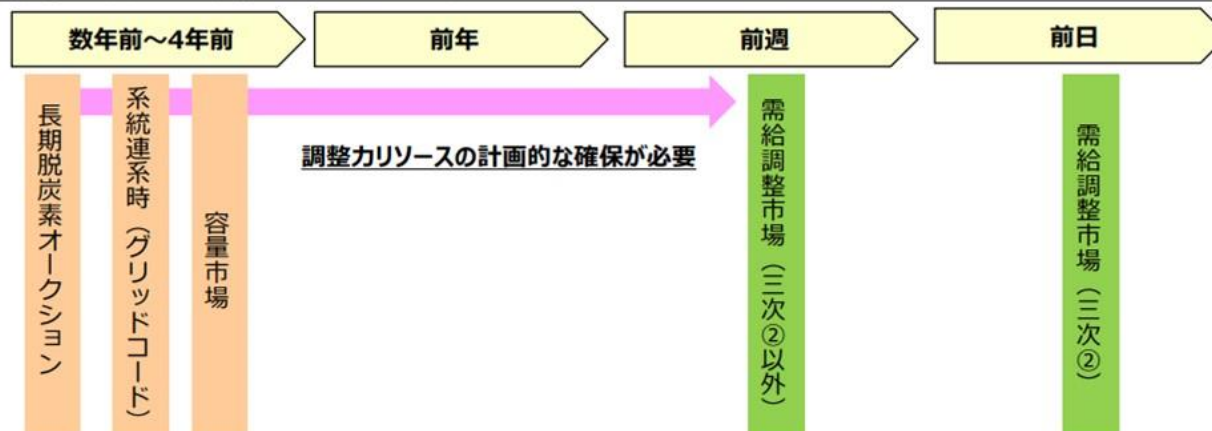 数年前～4年前
前年
前週
前日
調整力リソースの計画的な確保が必要
長期脱炭素オークション
系統連系時（グリッドコード）
容量市場
需給調整市場（三次②以外）
需給調整市場（三次②）